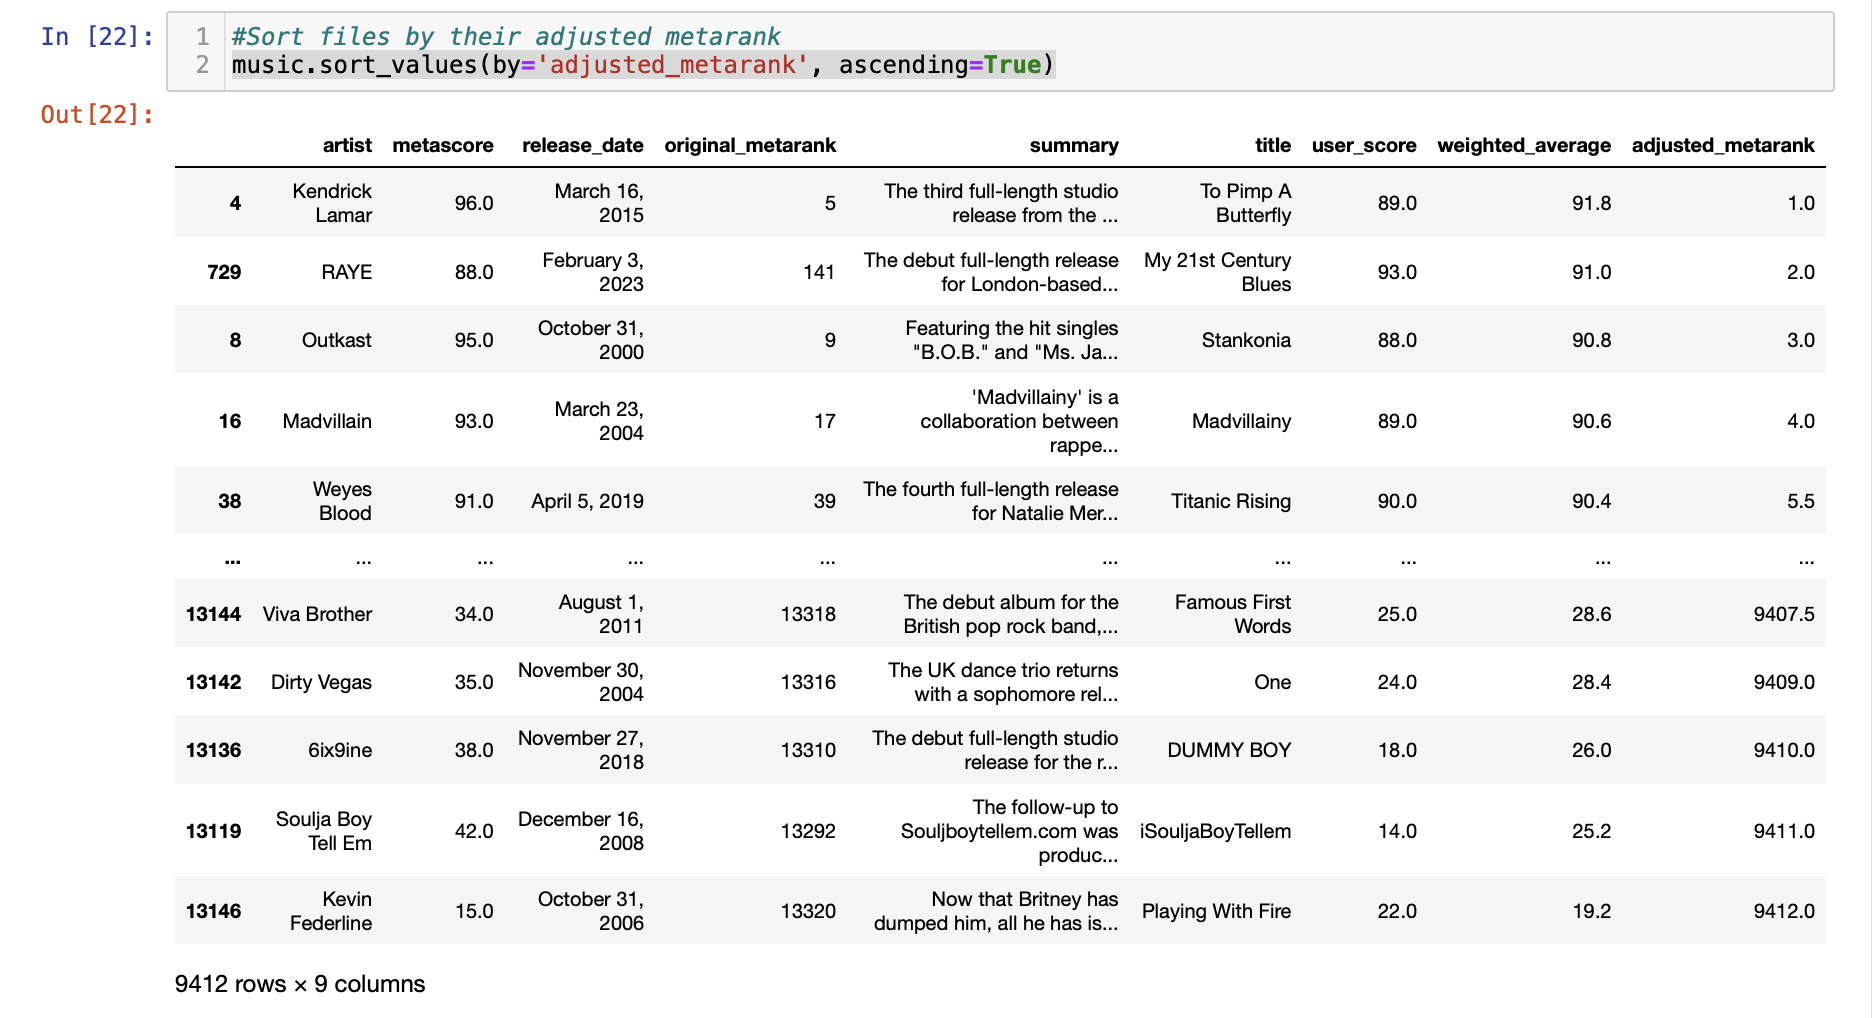 In [22]:
1 #Sort files by their adjusted metarank
2 music.sort_values(by='adjusted_metarank', ascending=True)
Out[22]:
artist metascore release_date original_metarank summary title user_score weighted_average adjusted_metarank
4 Kendrick Lamar 96.0 March 16, 2015 5 The third full-length studio release from the ... To Pimp A Butterfly 89.0 91.8 1.0
729 RAYE 88.0 February 3, 2023 141 The debut full-length release for London-based... My 21st Century Blues 93.0 91.0 2.0
8 Outkast 95.0 October 31, 2000 9 Featuring the hit singles "B.O.B." and "Ms. Ja... Stankonia 88.0 90.8 3.0
16 Madvillain 93.0 March 23, 2004 17 'Madvillainy' is a collaboration between rappe... Madvillainy 89.0 90.6 4.0
38 Weyes Blood 91.0 April 5, 2019 39 The fourth full-length release for Natalie Mer... Titanic Rising 90.0 90.4 5.5
... ... ... ... ... ... ... ... ... ...
13144 Viva Brother 34.0 August 1, 2011 13318 The debut album for the British pop rock band,... Famous First Words 25.0 28.6 9407.5
13142 Dirty Vegas 35.0 November 30, 2004 13316 The UK dance trio returns with a sophomore rel... One 24.0 28.4 9409.0
13136 6ix9ine 38.0 November 27, 2018 13310 The debut full-length studio release for the r... DUMMY BOY 18.0 26.0 9410.0
13119 Soulja Boy Tell Em 42.0 December 16, 2008 13292 The follow-up to Souljboytellem.com was produc... iSouljaBoyTellem 14.0 25.2 9411.0
13146 Kevin Federline 15.0 October 31, 2006 13320 Now that Britney has dumped him, all he has is... Playing With Fire 22.0 19.2 9412.0
9412 rows × 9 columns